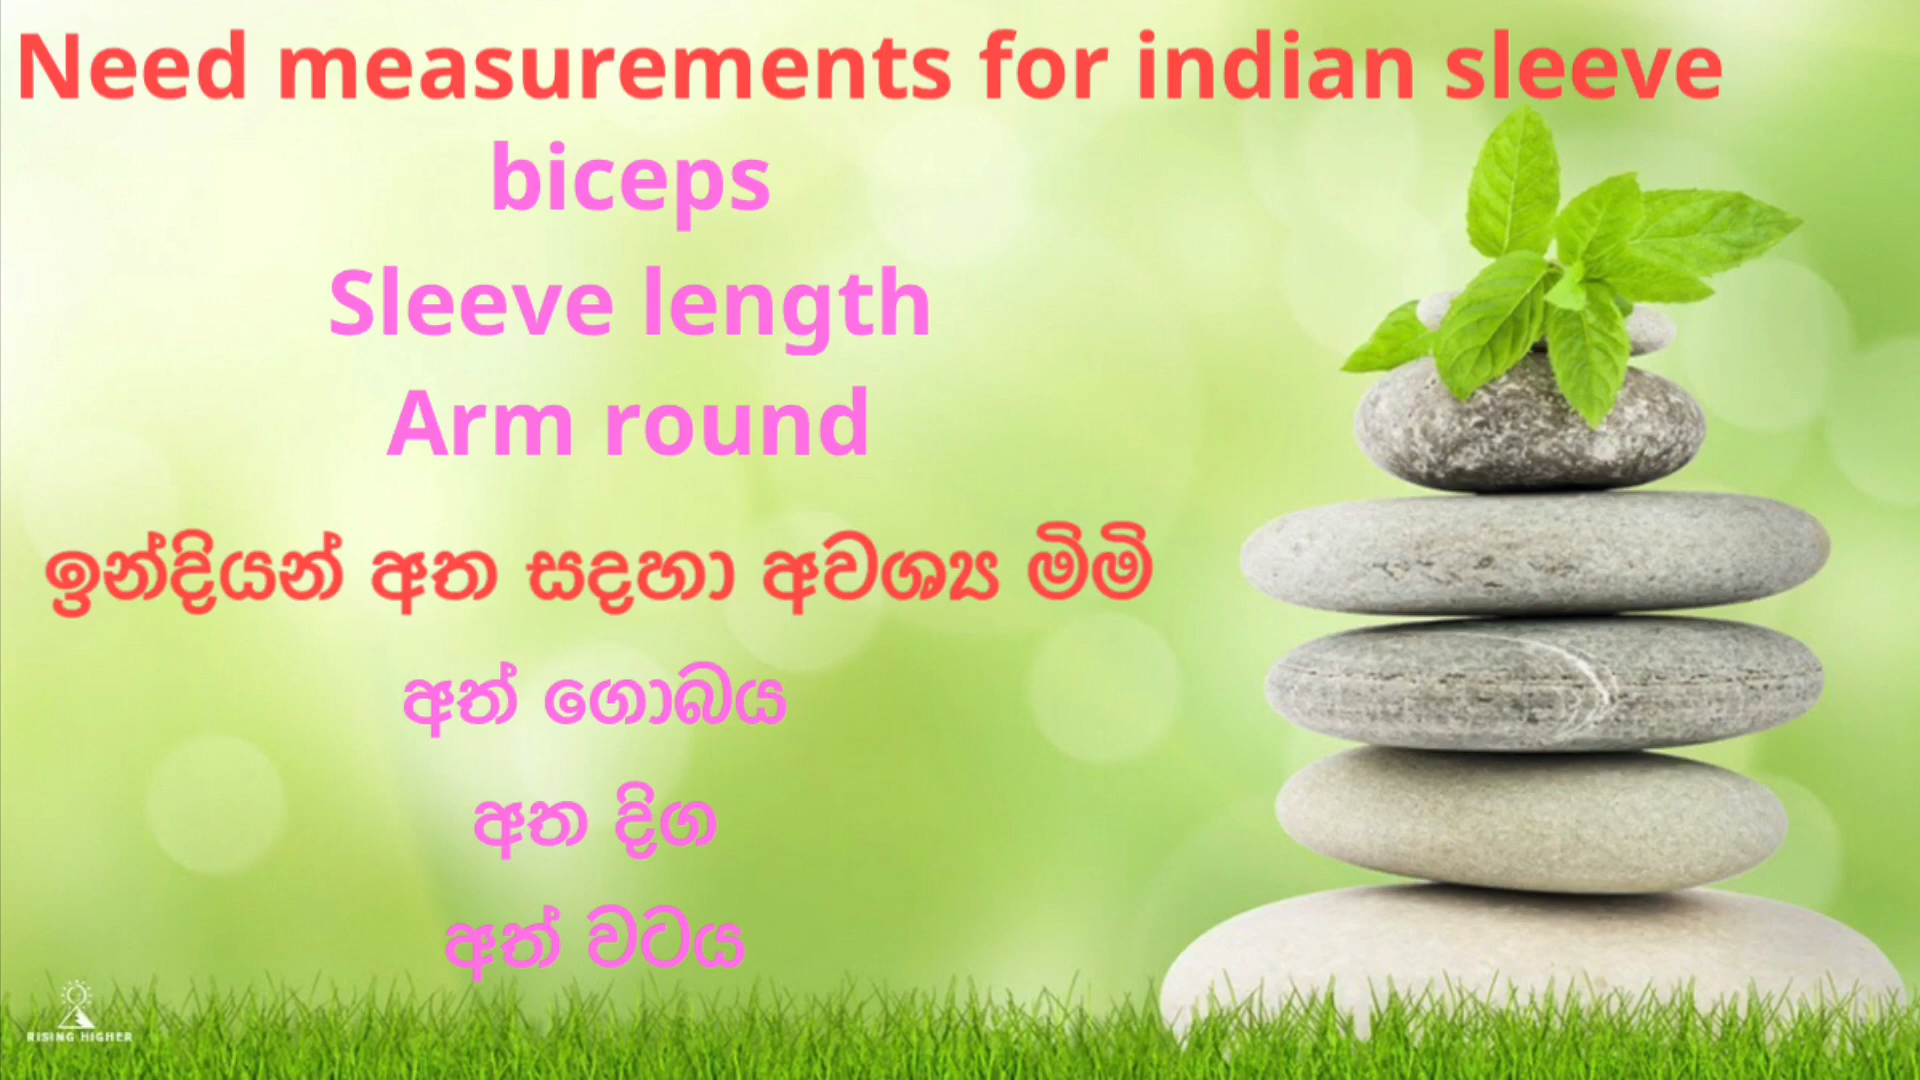 Need measurements for indian sleeve
biceps
Sleeve length
Arm round
ඉන්දියන් අත සදහා අවශ්‍ය මිමි
අත් ගොබය
අත දිග
අත් වටය
RISING HIGHER